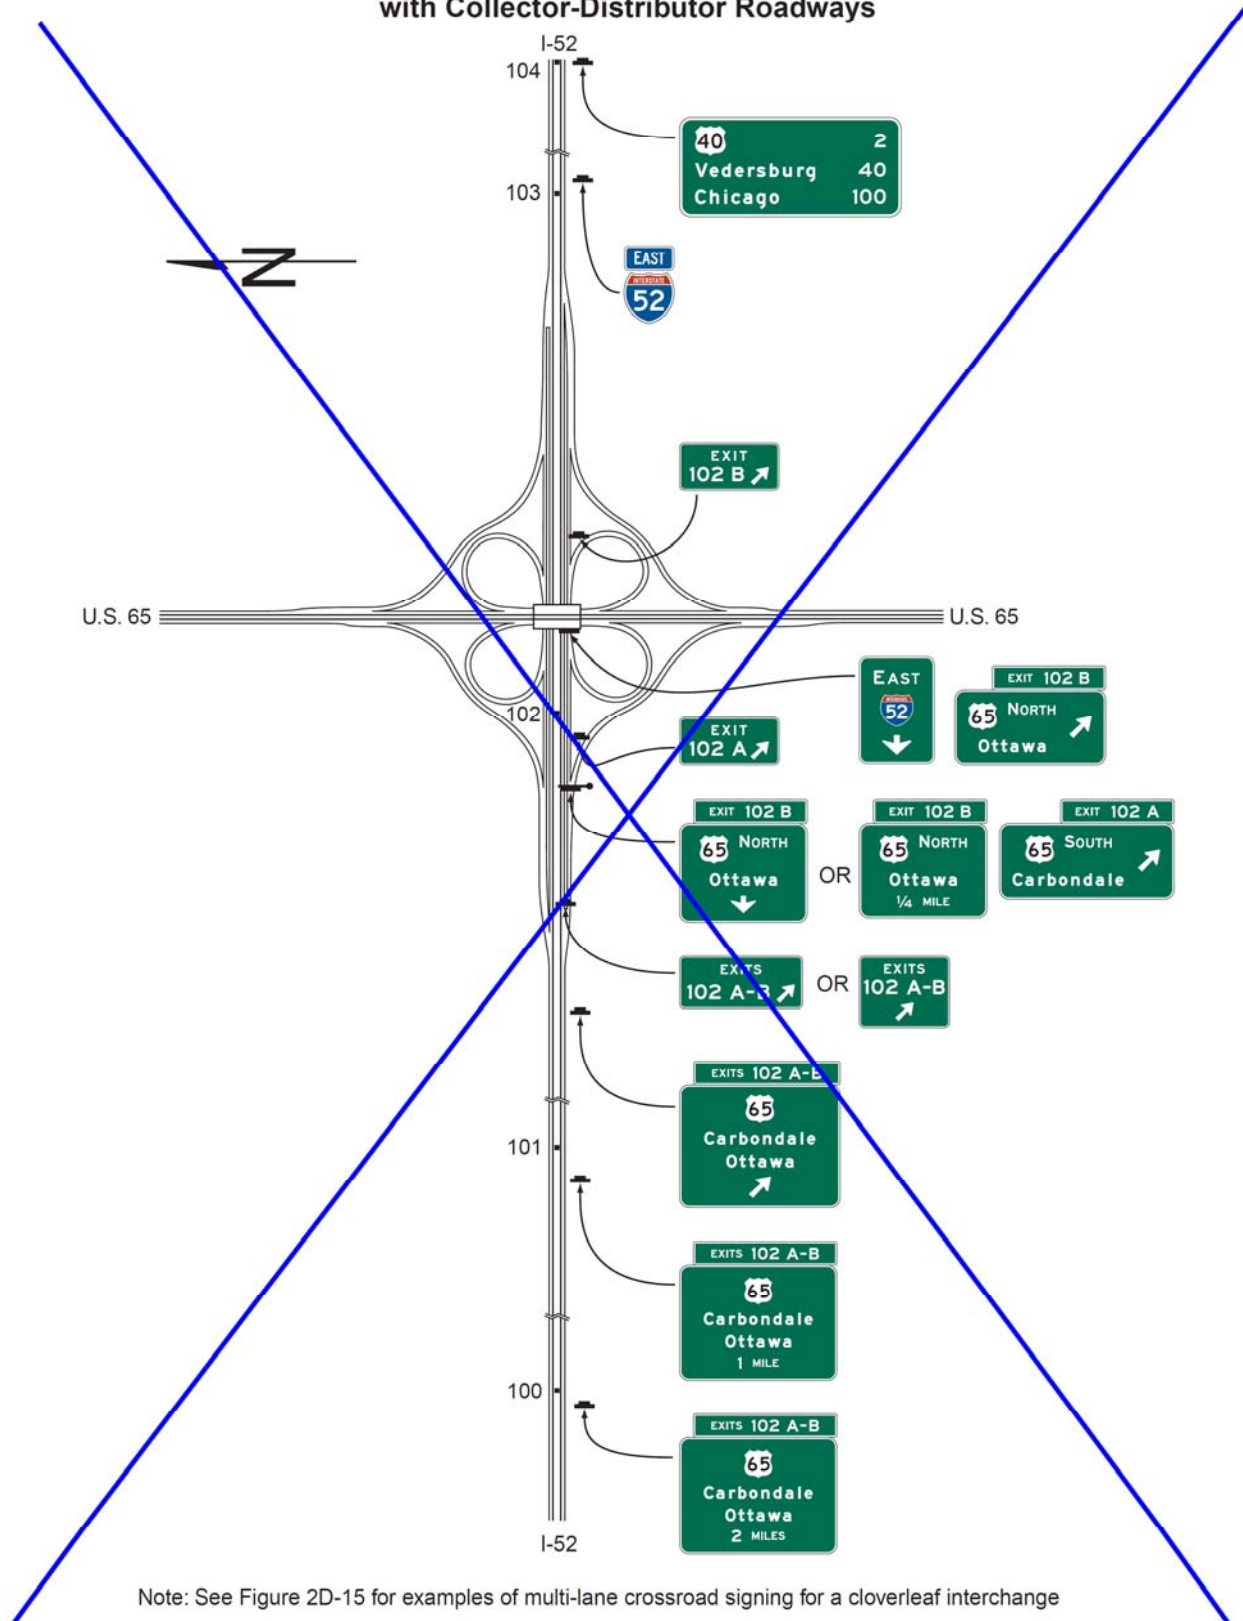 with Collector-Distributor Roadways
I-52
104
40 2
Vedersburg 40
Chicago 100
103
N
EAST
INTERSTATE
52
EXIT
102 B
U.S. 65
U.S. 65
EAST
INTERSTATE
52
EXIT 102 B
65 NORTH
Ottawa
102
EXIT
102 A
EXIT 102 B
65 NORTH
Ottawa
OR
EXIT 102 B
65 NORTH
Ottawa
1/4 MILE
EXIT 102 A
65 SOUTH
Carbondale
EXITS
102 A-B
OR
EXITS
102 A-B
EXITS 102 A-B
65
Carbondale
Ottawa
101
EXITS 102 A-B
65
Carbondale
Ottawa
1 MILE
100
EXITS 102 A-B
65
Carbondale
Ottawa
2 MILES
I-52
Note: See Figure 2D-15 for examples of multi-lane crossroad signing for a cloverleaf interchange